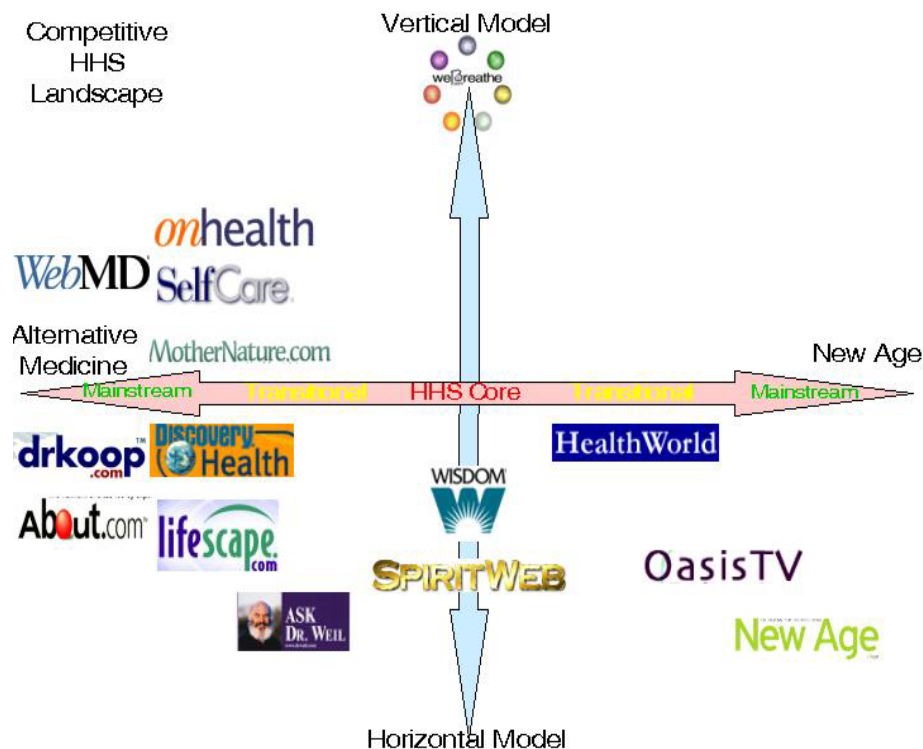 Competitive
HHS
Landscape
Vertical Model
weBreathe
onhealth
WebMD
SelfCare
Alternative
Medicine
MotherNature.com
New Age
Mainstream
Transitional
HHS Core
Transitional
Mainstream
drkoop™
.com
Discovery
Health
HealthWorld
WISDOM
W
About.com
lifescape
.com
SPIRITWEB
OasisTV
ASK
DR. WEIL
New Age
.com
Horizontal Model